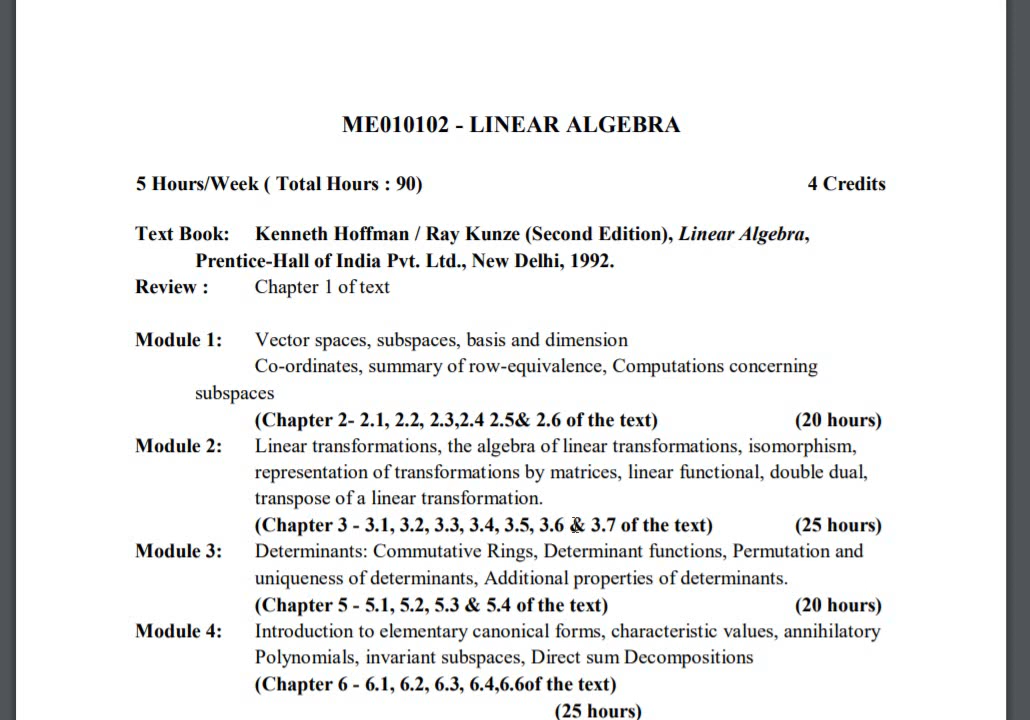 ME010102 - LINEAR ALGEBRA
5 Hours/Week ( Total Hours : 90) 4 Credits
Text Book: Kenneth Hoffman / Ray Kunze (Second Edition), Linear Algebra,
Prentice-Hall of India Pvt. Ltd., New Delhi, 1992.
Review : Chapter 1 of text
Module 1: Vector spaces, subspaces, basis and dimension
Co-ordinates, summary of row-equivalence, Computations concerning
subspaces
(Chapter 2- 2.1, 2.2, 2.3,2.4 2.5& 2.6 of the text) (20 hours)
Module 2: Linear transformations, the algebra of linear transformations, isomorphism,
representation of transformations by matrices, linear functional, double dual,
transpose of a linear transformation.
(Chapter 3 - 3.1, 3.2, 3.3, 3.4, 3.5, 3.6 & 3.7 of the text) (25 hours)
Module 3: Determinants: Commutative Rings, Determinant functions, Permutation and
uniqueness of determinants, Additional properties of determinants.
(Chapter 5 - 5.1, 5.2, 5.3 & 5.4 of the text) (20 hours)
Module 4: Introduction to elementary canonical forms, characteristic values, annihilatory
Polynomials, invariant subspaces, Direct sum Decompositions
(Chapter 6 - 6.1, 6.2, 6.3, 6.4,6.6of the text)
(25 hours)